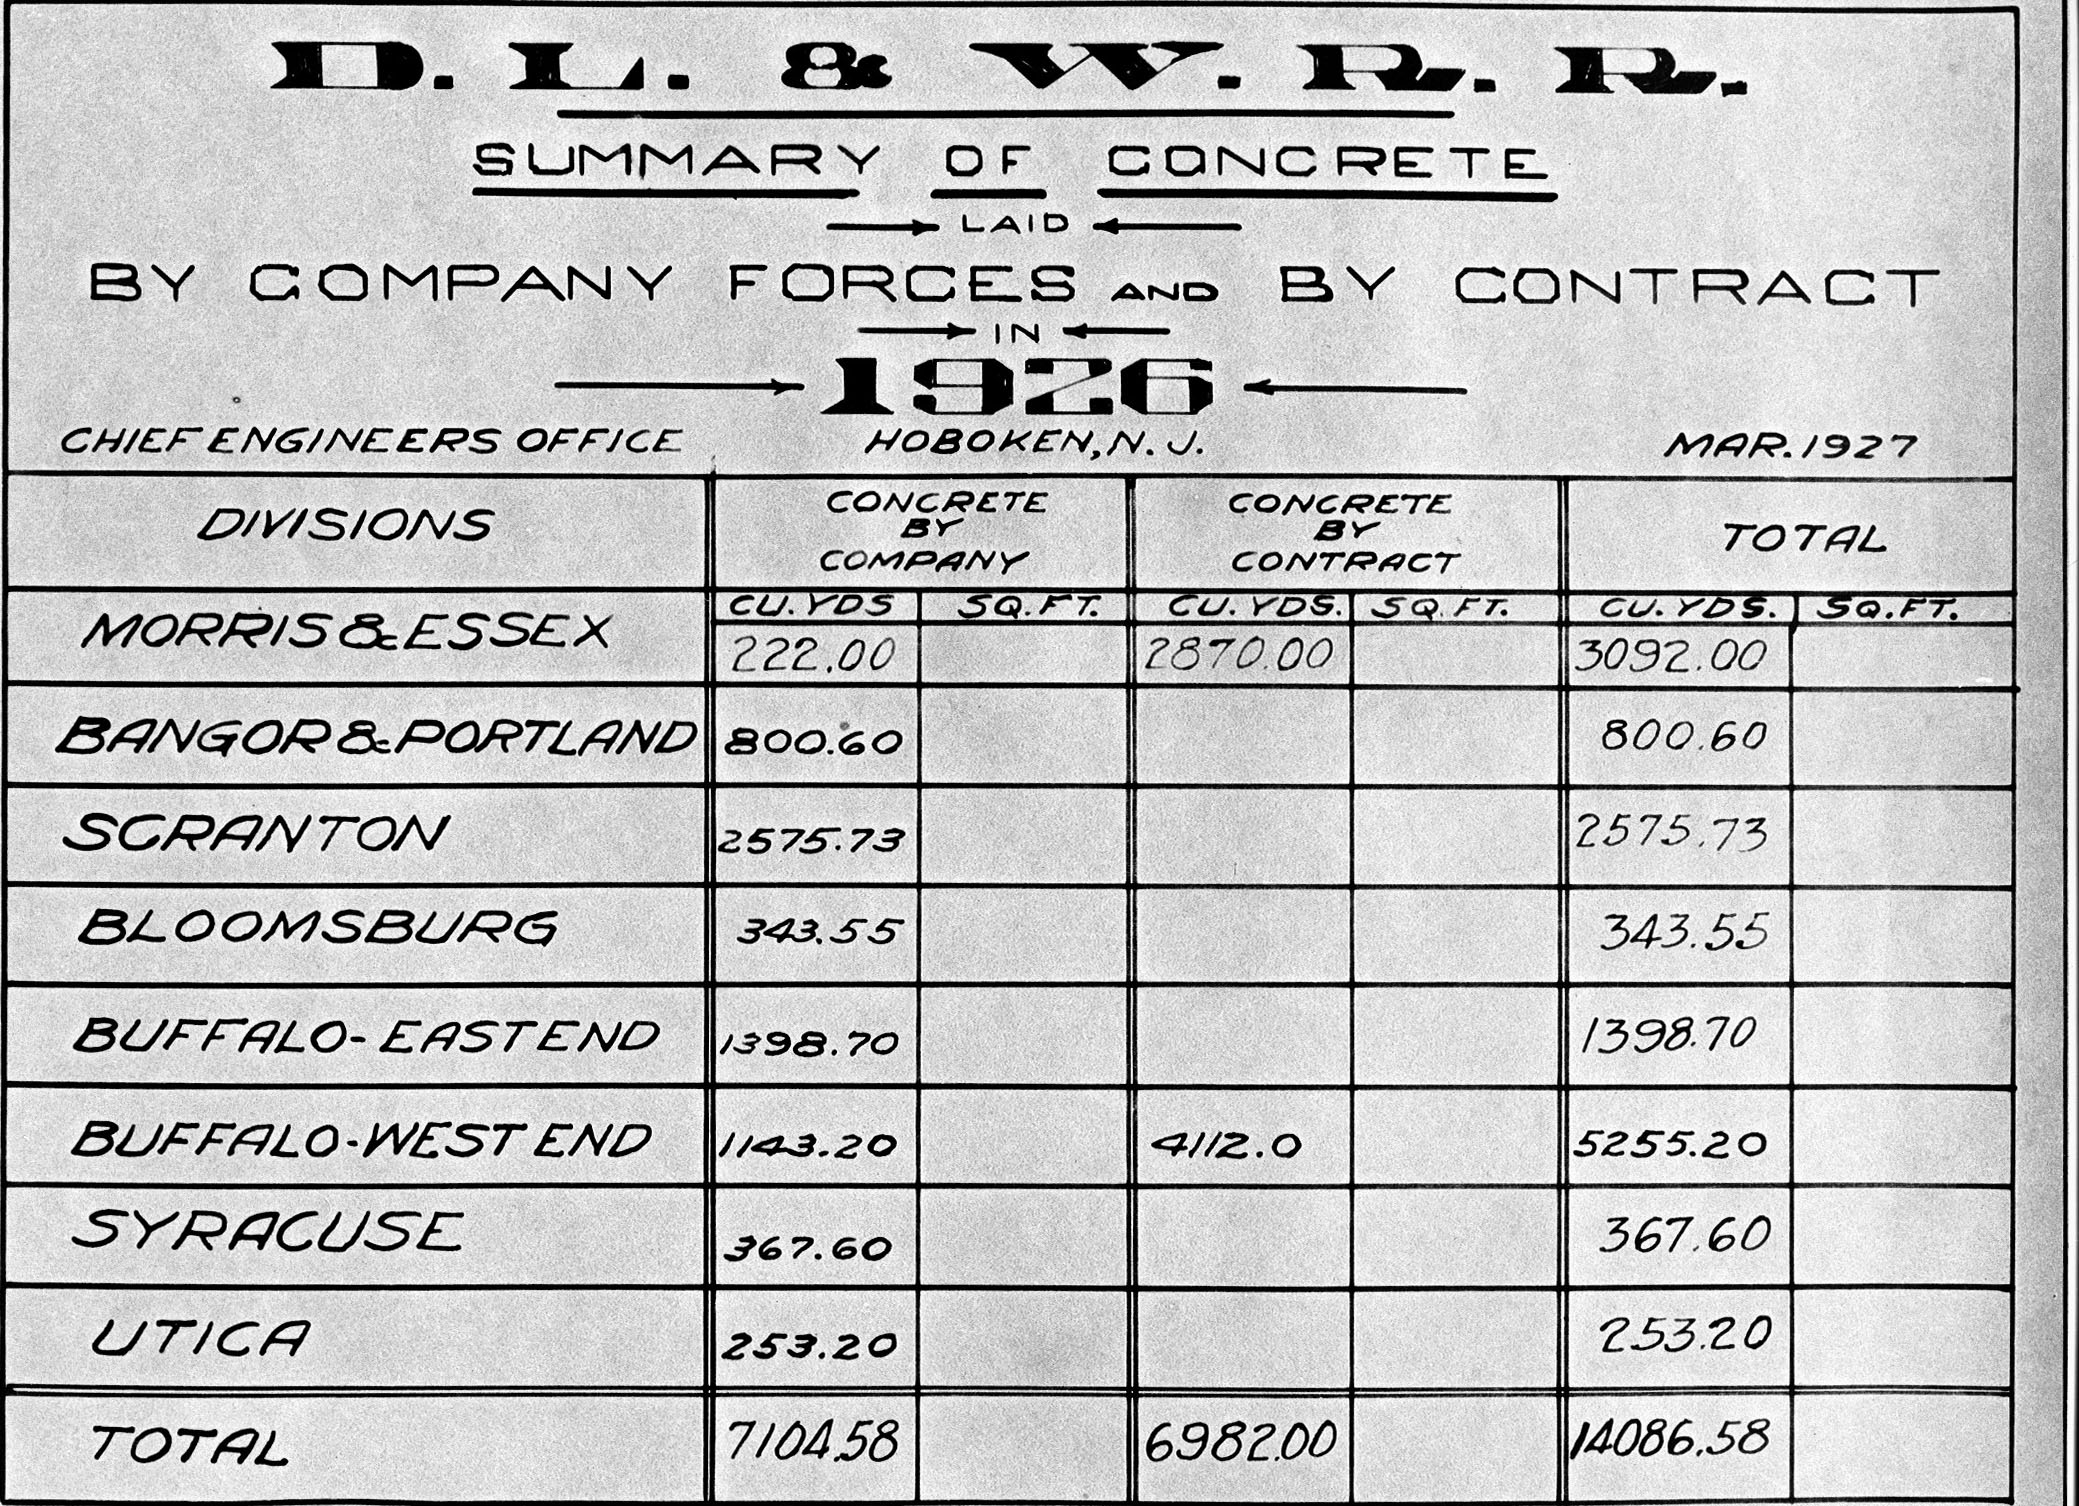 D. L. & W. R. R.
SUMMARY OF CONCRETE
LAID
BY COMPANY FORCES AND BY CONTRACT
IN
1926
CHIEF ENGINEERS OFFICE HOBOKEN, N. J. MAR. 1927
DIVISIONS CONCRETE BY COMPANY CONCRETE BY CONTRACT TOTAL
CU. YDS SQ. FT. CU. YDS. SQ. FT. CU. YDS. SQ. FT.
MORRIS & ESSEX 222.00 2870.00 3092.00
BANGOR & PORTLAND 800.60 800.60
SCRANTON 2575.73 2575.73
BLOOMSBURG 343.55 343.55
BUFFALO - EAST END 1398.70 1398.70
BUFFALO - WEST END 1143.20 4112.0 5255.20
SYRACUSE 367.60 367.60
UTICA 253.20 253.20
TOTAL 7104.58 6982.00 14086.58